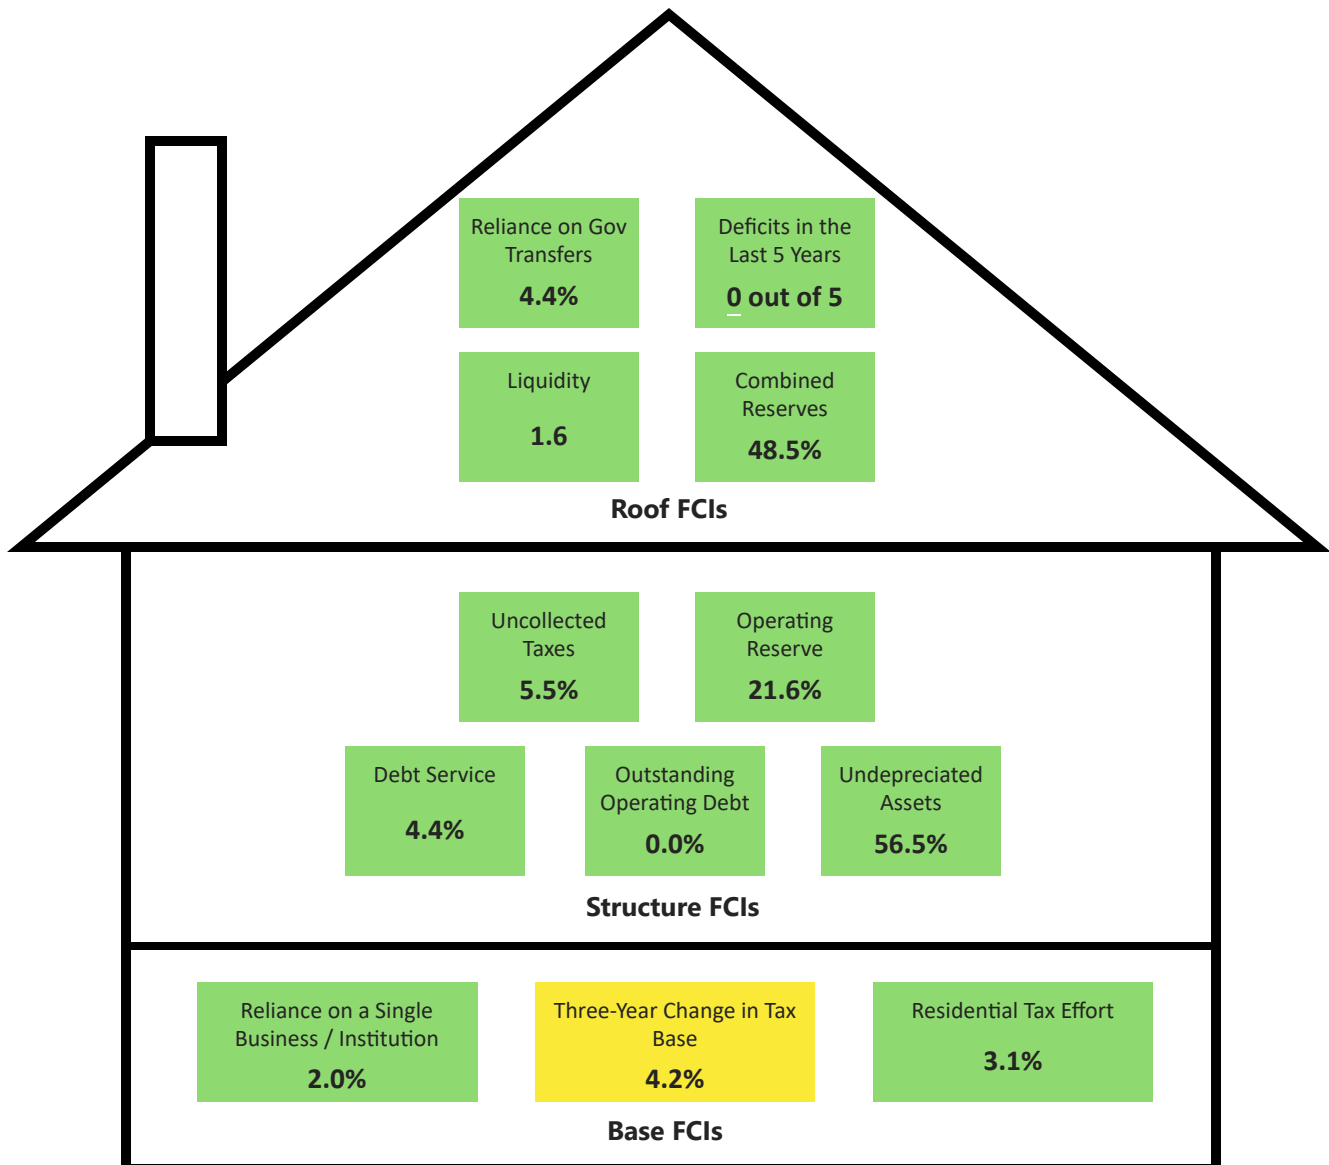 Reliance on Gov
Transfers
4.4%
Deficits in the
Last 5 Years
0 out of 5
Liquidity
1.6
Combined
Reserves
48.5%
Roof FCIs
Uncollected
Taxes
5.5%
Operating
Reserve
21.6%
Debt Service
4.4%
Outstanding
Operating Debt
0.0%
Undepreciated
Assets
56.5%
Structure FCIs
Reliance on a Single
Business / Institution
2.0%
Three-Year Change in Tax
Base
4.2%
Residential Tax Effort
3.1%
Base FCIs